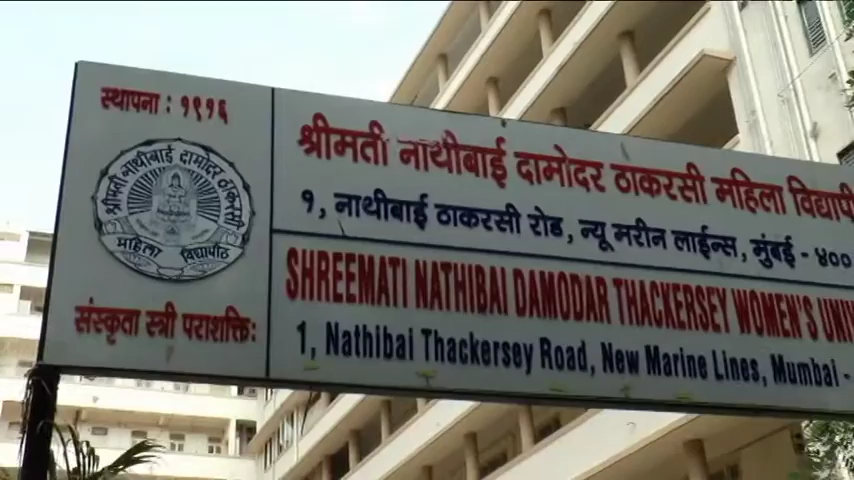 स्थापना : १९१६
श्रीमती नाथीबाई दामोदर ठाकरसी
महिला विद्यापीठ
संस्कृता स्त्री पराशक्ति:
श्रीमती नाथीबाई दामोदर ठाकरसी महिला विद्यापी
१, नाथीबाई ठाकरसी रोड, न्यू मरीन लाईन्स, मुंबई - ४००
SHREEMATI NATHIBAI DAMODAR THACKERSEY WOMEN'S UNIV
1, Nathibai Thackersey Road, New Marine Lines, Mumbai -